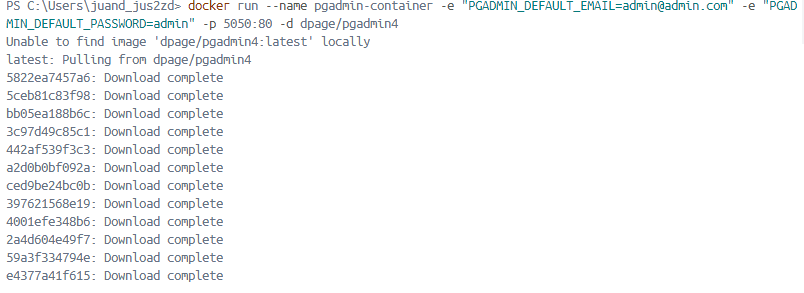 PS C:\Users\juand_jus2zd> docker run --name pgadmin-container -e "PGADMIN_DEFAULT_EMAIL=admin@admin.com" -e "PGAD
MIN_DEFAULT_PASSWORD=admin" -p 5050:80 -d dpage/pgadmin4
Unable to find image 'dpage/pgadmin4:latest' locally
latest: Pulling from dpage/pgadmin4
5822ea7457a6: Download complete
5ceb81c83f98: Download complete
bb05ea188b6c: Download complete
3c97d49c85c1: Download complete
442af539f3c3: Download complete
a2d0b0bf092a: Download complete
ced9be24bc0b: Download complete
397621568e19: Download complete
4001efe348b6: Download complete
2a4d604e49f7: Download complete
59a3f334794e: Download complete
e4377a41f615: Download complete